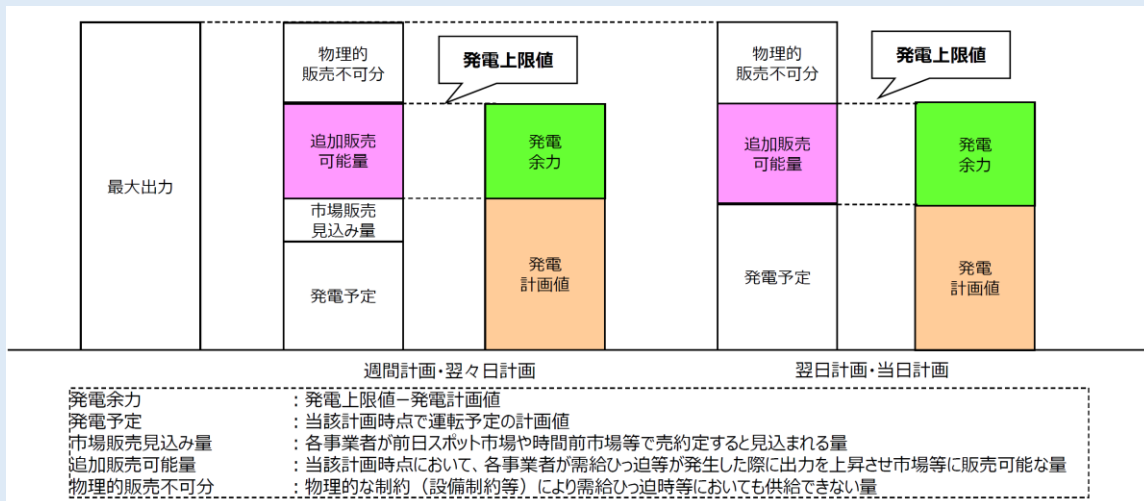 最大出力
物理的
販売不可分
追加販売
可能量
市場販売
見込み量
発電予定
発電上限値
発電
余力
発電
計画値
物理的
販売不可分
追加販売
可能量
発電予定
発電上限値
発電
余力
発電
計画値
週間計画・翌々日計画
翌日計画・当日計画
発電余力 ：発電上限値－発電計画値
発電予定 ：当該計画時点で運転予定の計画値
市場販売見込み量 ：各事業者が前日スポット市場や時間前市場等で売約定すると見込まれる量
追加販売可能量 ：当該計画時点において、各事業者が需給ひっ迫等が発生した際に出力を上昇させ市場等に販売可能な量
物理的販売不可分 ：物理的な制約（設備制約等）により需給ひっ迫時等においても供給できない量